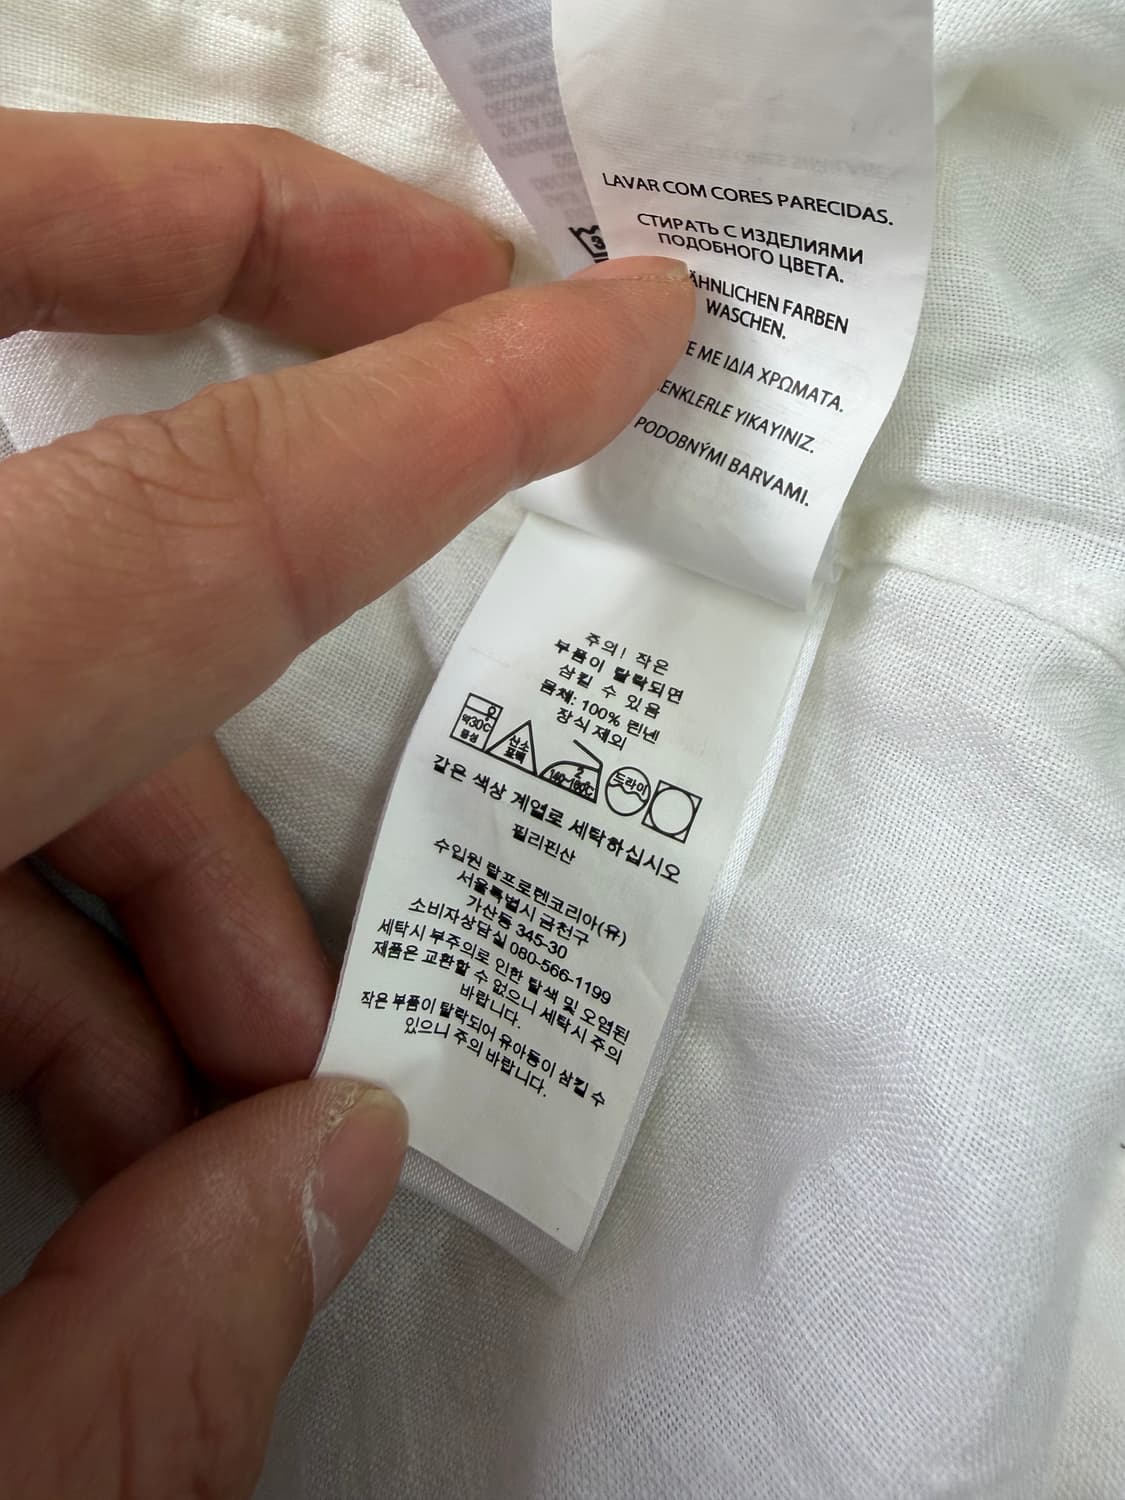 LAVAR COM CORES PARECIDAS.
СТИРАТЬ С ИЗДЕЛИЯМИ
ПОДОБНОГО ЦВЕТА.
ÄHNLICHEN FARBEN
WASCHEN.
ΜΕ ΙΔΙΑ ΧΡΩΜΑΤΑ.
YIKAYINIZ.
PODOBNÝMI BARVAMI.
주의! 작은
부품이 탈락되면
삼킬 수 있음
몸체: 100% 린넨
장식 제외
약30℃
중성
산소
표백
2
140~160℃
드라이
같은 색상 계열로 세탁하십시오
필리핀산
수입원 랄프로렌코리아(유)
서울특별시 금천구
가산동 345-30
소비자상담실 080-566-1199
세탁시 부주의로 인한 탈색 및 오염된
제품은 교환할 수 없으니 세탁시 주의
바랍니다.
작은 부품이 탈락되어 유아등이 삼킬 수
있으니 주의 바랍니다.